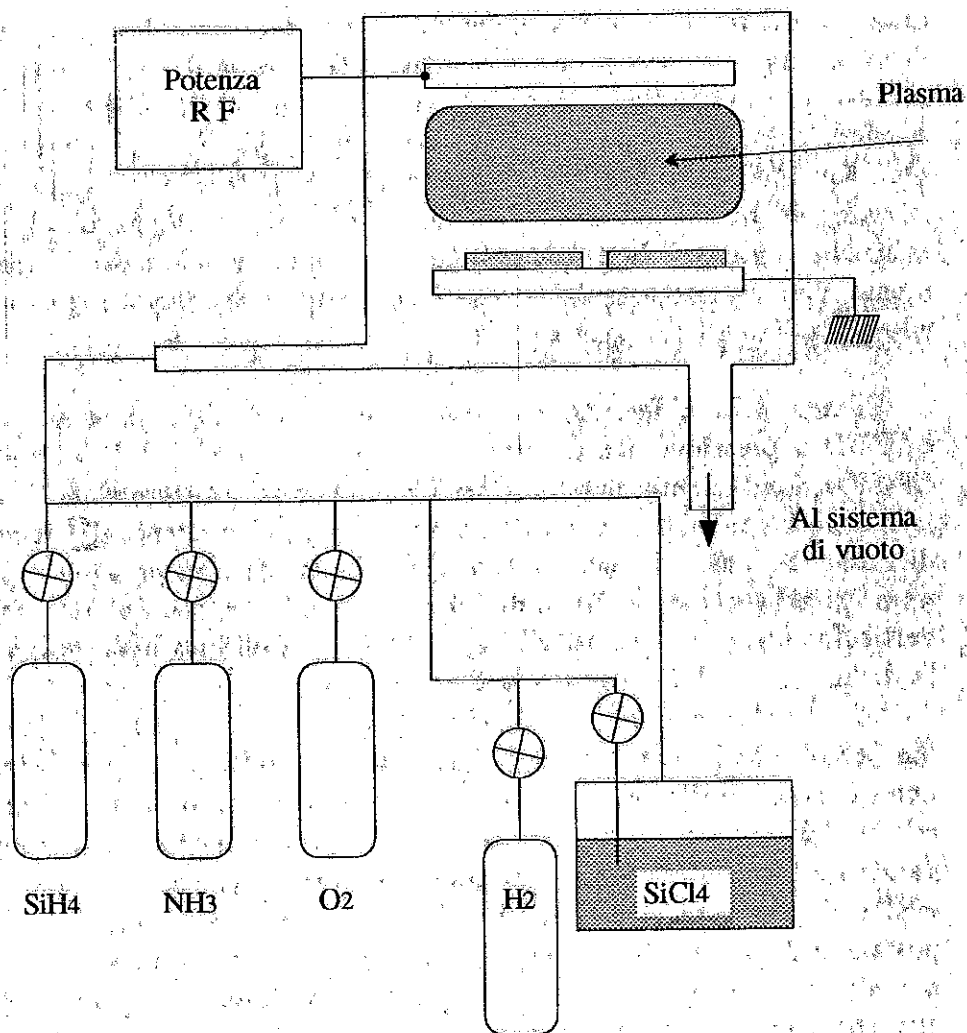 Potenza
R F
Plasma
Al sistema
di vuoto
SiH4
NH3
O2
H2
SiCl4